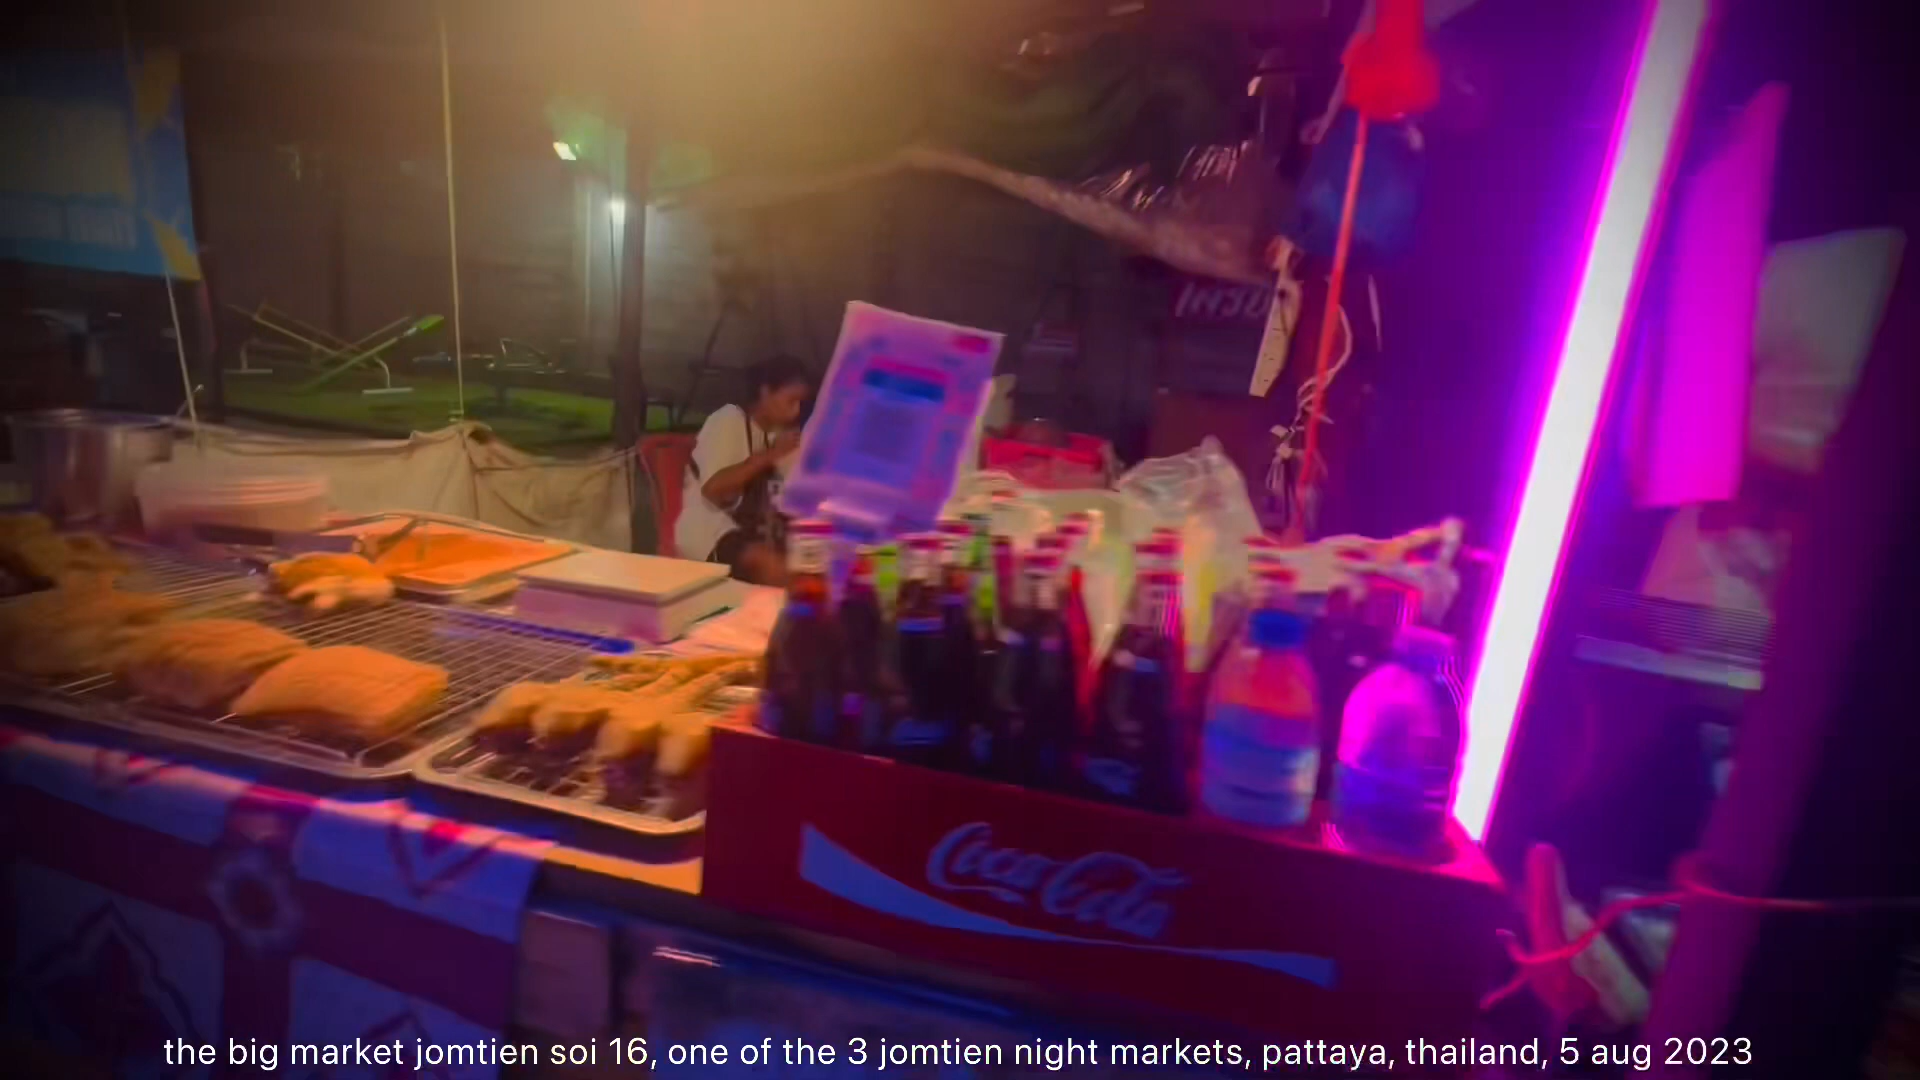 Coca-Cola
the big market jomtien soi 16, one of the 3 jomtien night markets, pattaya, thailand, 5 aug 2023